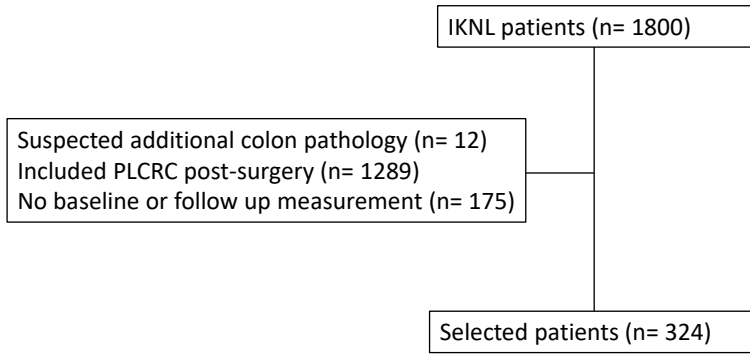 IKNL patients (n= 1800)
Suspected additional colon pathology (n= 12)
Included PLCRC post-surgery (n= 1289)
No baseline or follow up measurement (n= 175)
Selected patients (n= 324)